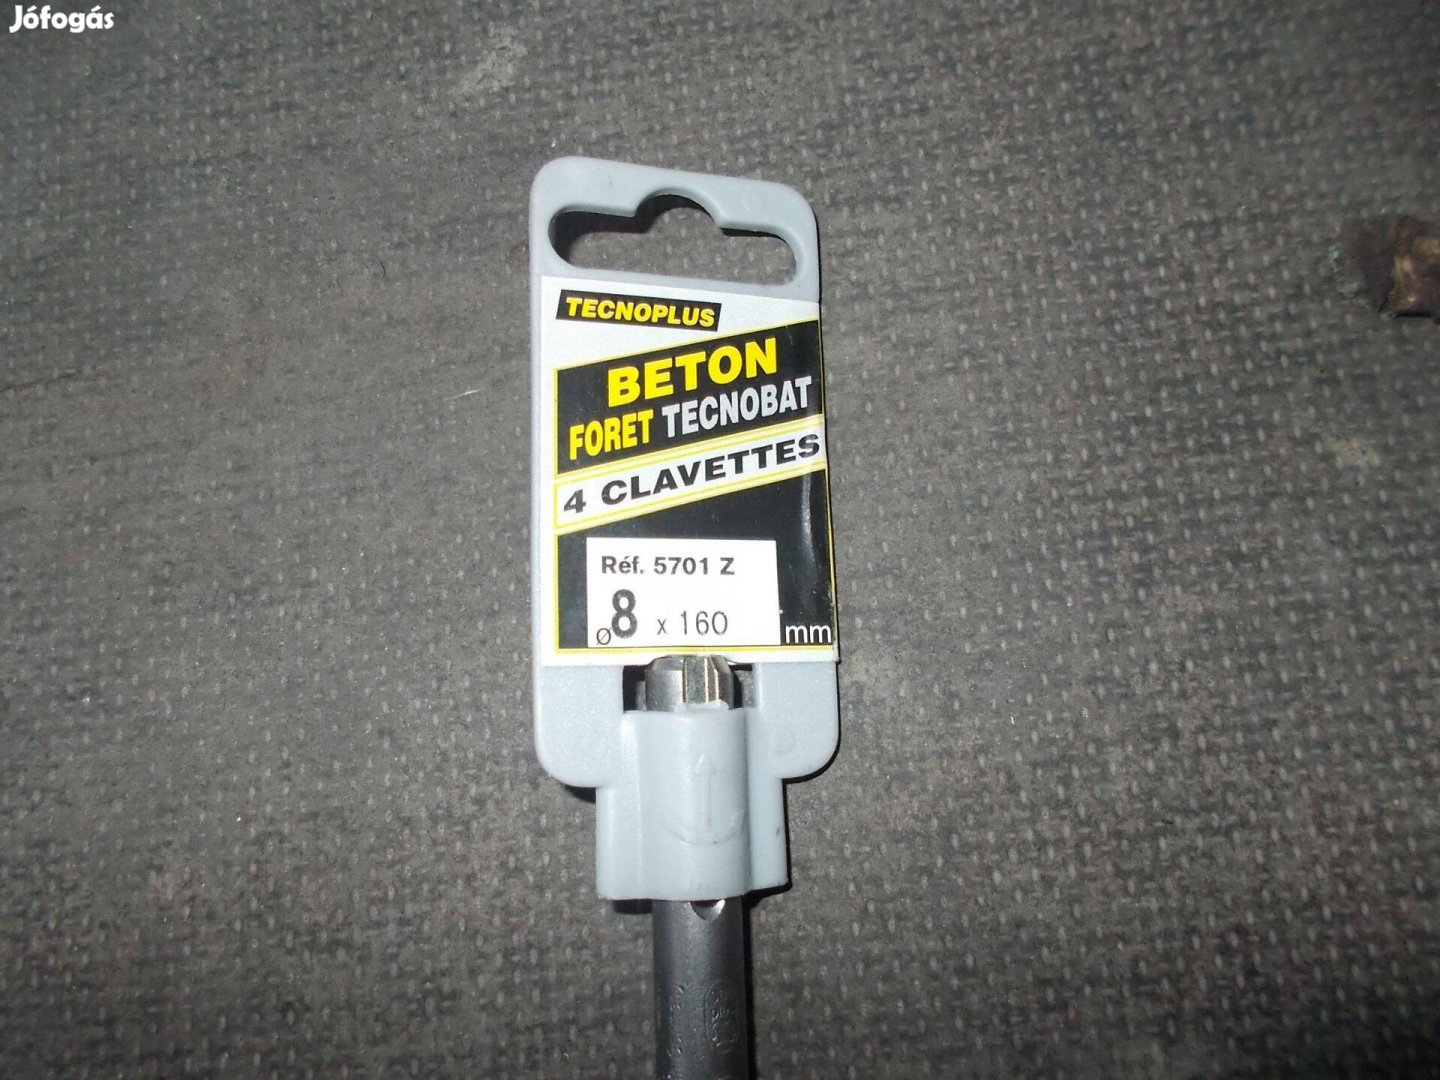 Jófogás
TECNOPLUS
BETON
FORET TECNOBAT
4 CLAVETTES
Réf. 5701 Z
ø8 x 160 mm